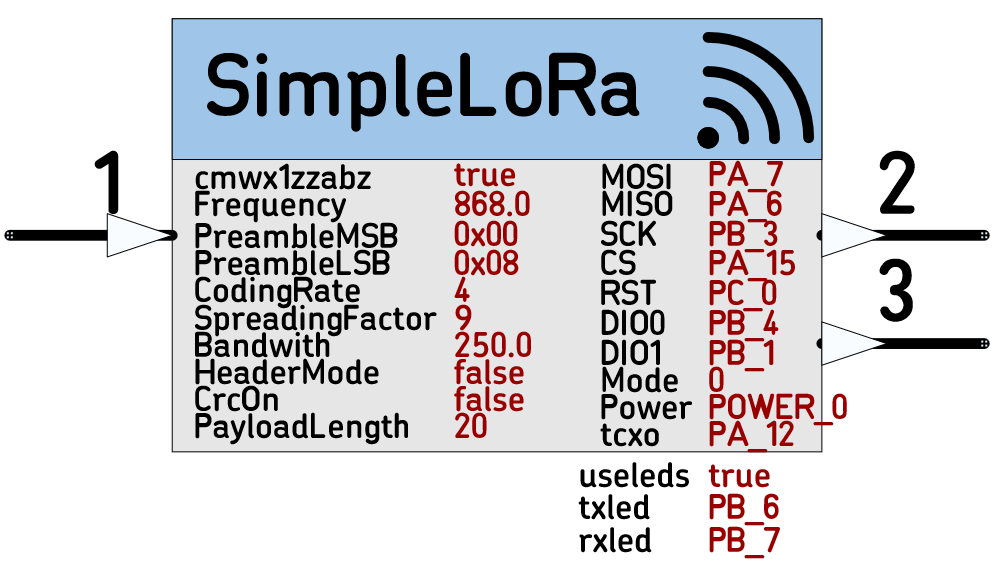 SimpleLoRa
1
2
3
cmwx1zzabz true
Frequency 868.0
PreambleMSB 0x00
PreambleLSB 0x08
CodingRate 4
SpreadingFactor 9
Bandwith 250.0
HeaderMode false
CrcOn false
PayloadLength 20
MOSI PA_7
MISO PA_6
SCK PB_3
CS PA_15
RST PC_0
DIO0 PB_4
DIO1 PB_1
Mode 0
Power POWER_0
tcxo PA_12
useleds true
txled PB_6
rxled PB_7